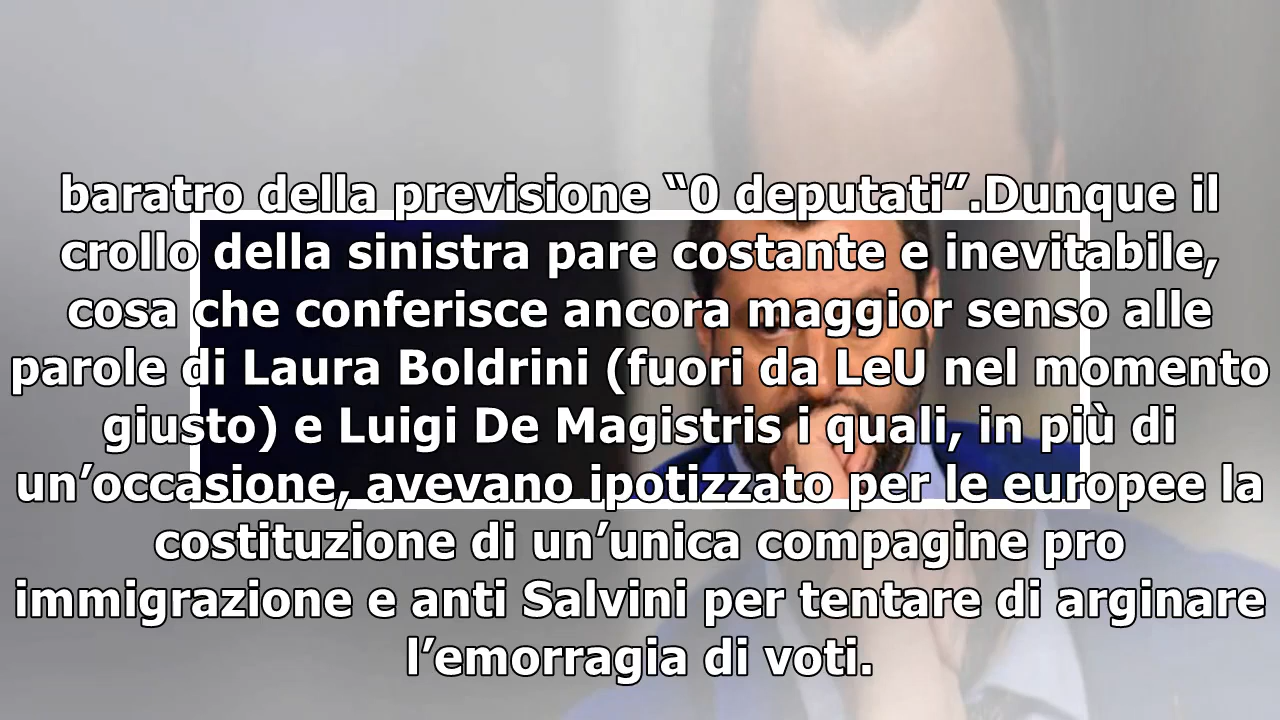 baratro della previsione “0 deputati”.Dunque il
crollo della sinistra pare costante e inevitabile,
cosa che conferisce ancora maggior senso alle
parole di Laura Boldrini (fuori da LeU nel momento
giusto) e Luigi De Magistris i quali, in più di
un’occasione, avevano ipotizzato per le europee la
costituzione di un’unica compagine pro
immigrazione e anti Salvini per tentare di arginare
l’emorragia di voti.